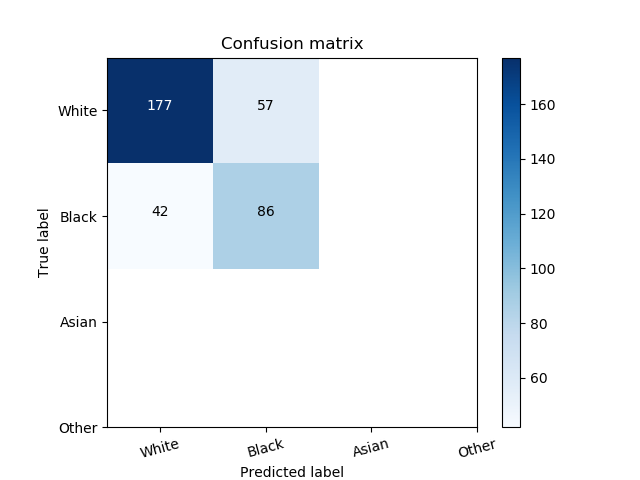 Confusion matrix
White
Black
Asian
Other
True label
177
57
42
86
White
Black
Asian
Other
Predicted label
160
140
120
100
80
60